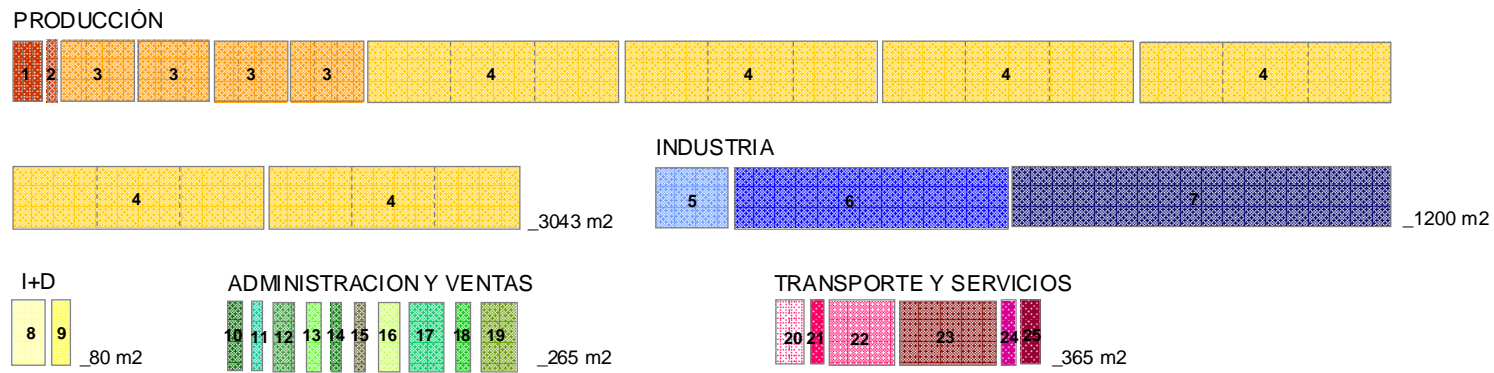 PRODUCCIÓN
1 2 3 3 3 3 4 4 4 4
INDUSTRIA
4 4 _3043 m2 5 6 7 _1200 m2
I+D ADMINISTRACION Y VENTAS TRANSPORTE Y SERVICIOS
8 9 _80 m2 10 11 12 13 14 15 16 17 18 19 _265 m2 20 21 22 23 24 25 _365 m2